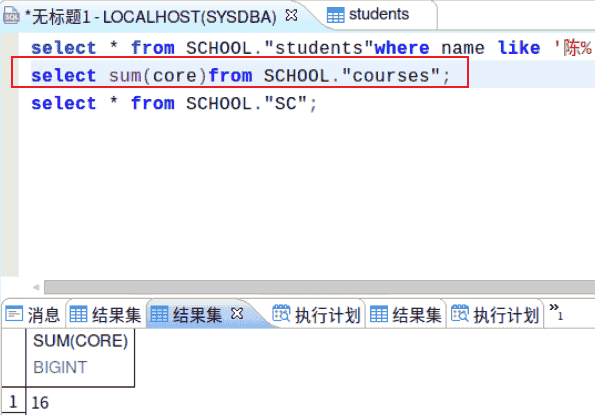 *无标题1 - LOCALHOST(SYSDBA)
students
select * from SCHOOL."students"where name like '陈%
select sum(core)from SCHOOL."courses";
select * from SCHOOL."SC";
消息 结果集 结果集 执行计划 结果集 执行计划 »1
SUM(CORE)
BIGINT
1 16